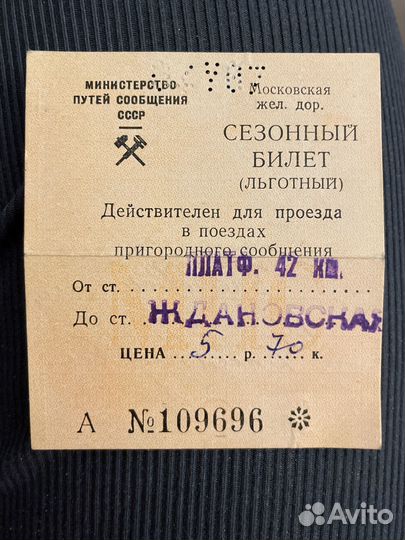 МИНИСТЕРСТВО
ПУТЕЙ СООБЩЕНИЯ
СССР
Московская
жел. дор.
СЕЗОННЫЙ
БИЛЕТ
(ЛЬГОТНЫЙ)
Действителен для проезда
в поездах
пригородного сообщения
От ст. ПЛАТФ. 42 КМ.
До ст. ЖДАНОВСКАЯ
ЦЕНА 5 р. 70 к.
А №109696 ❊
Avito